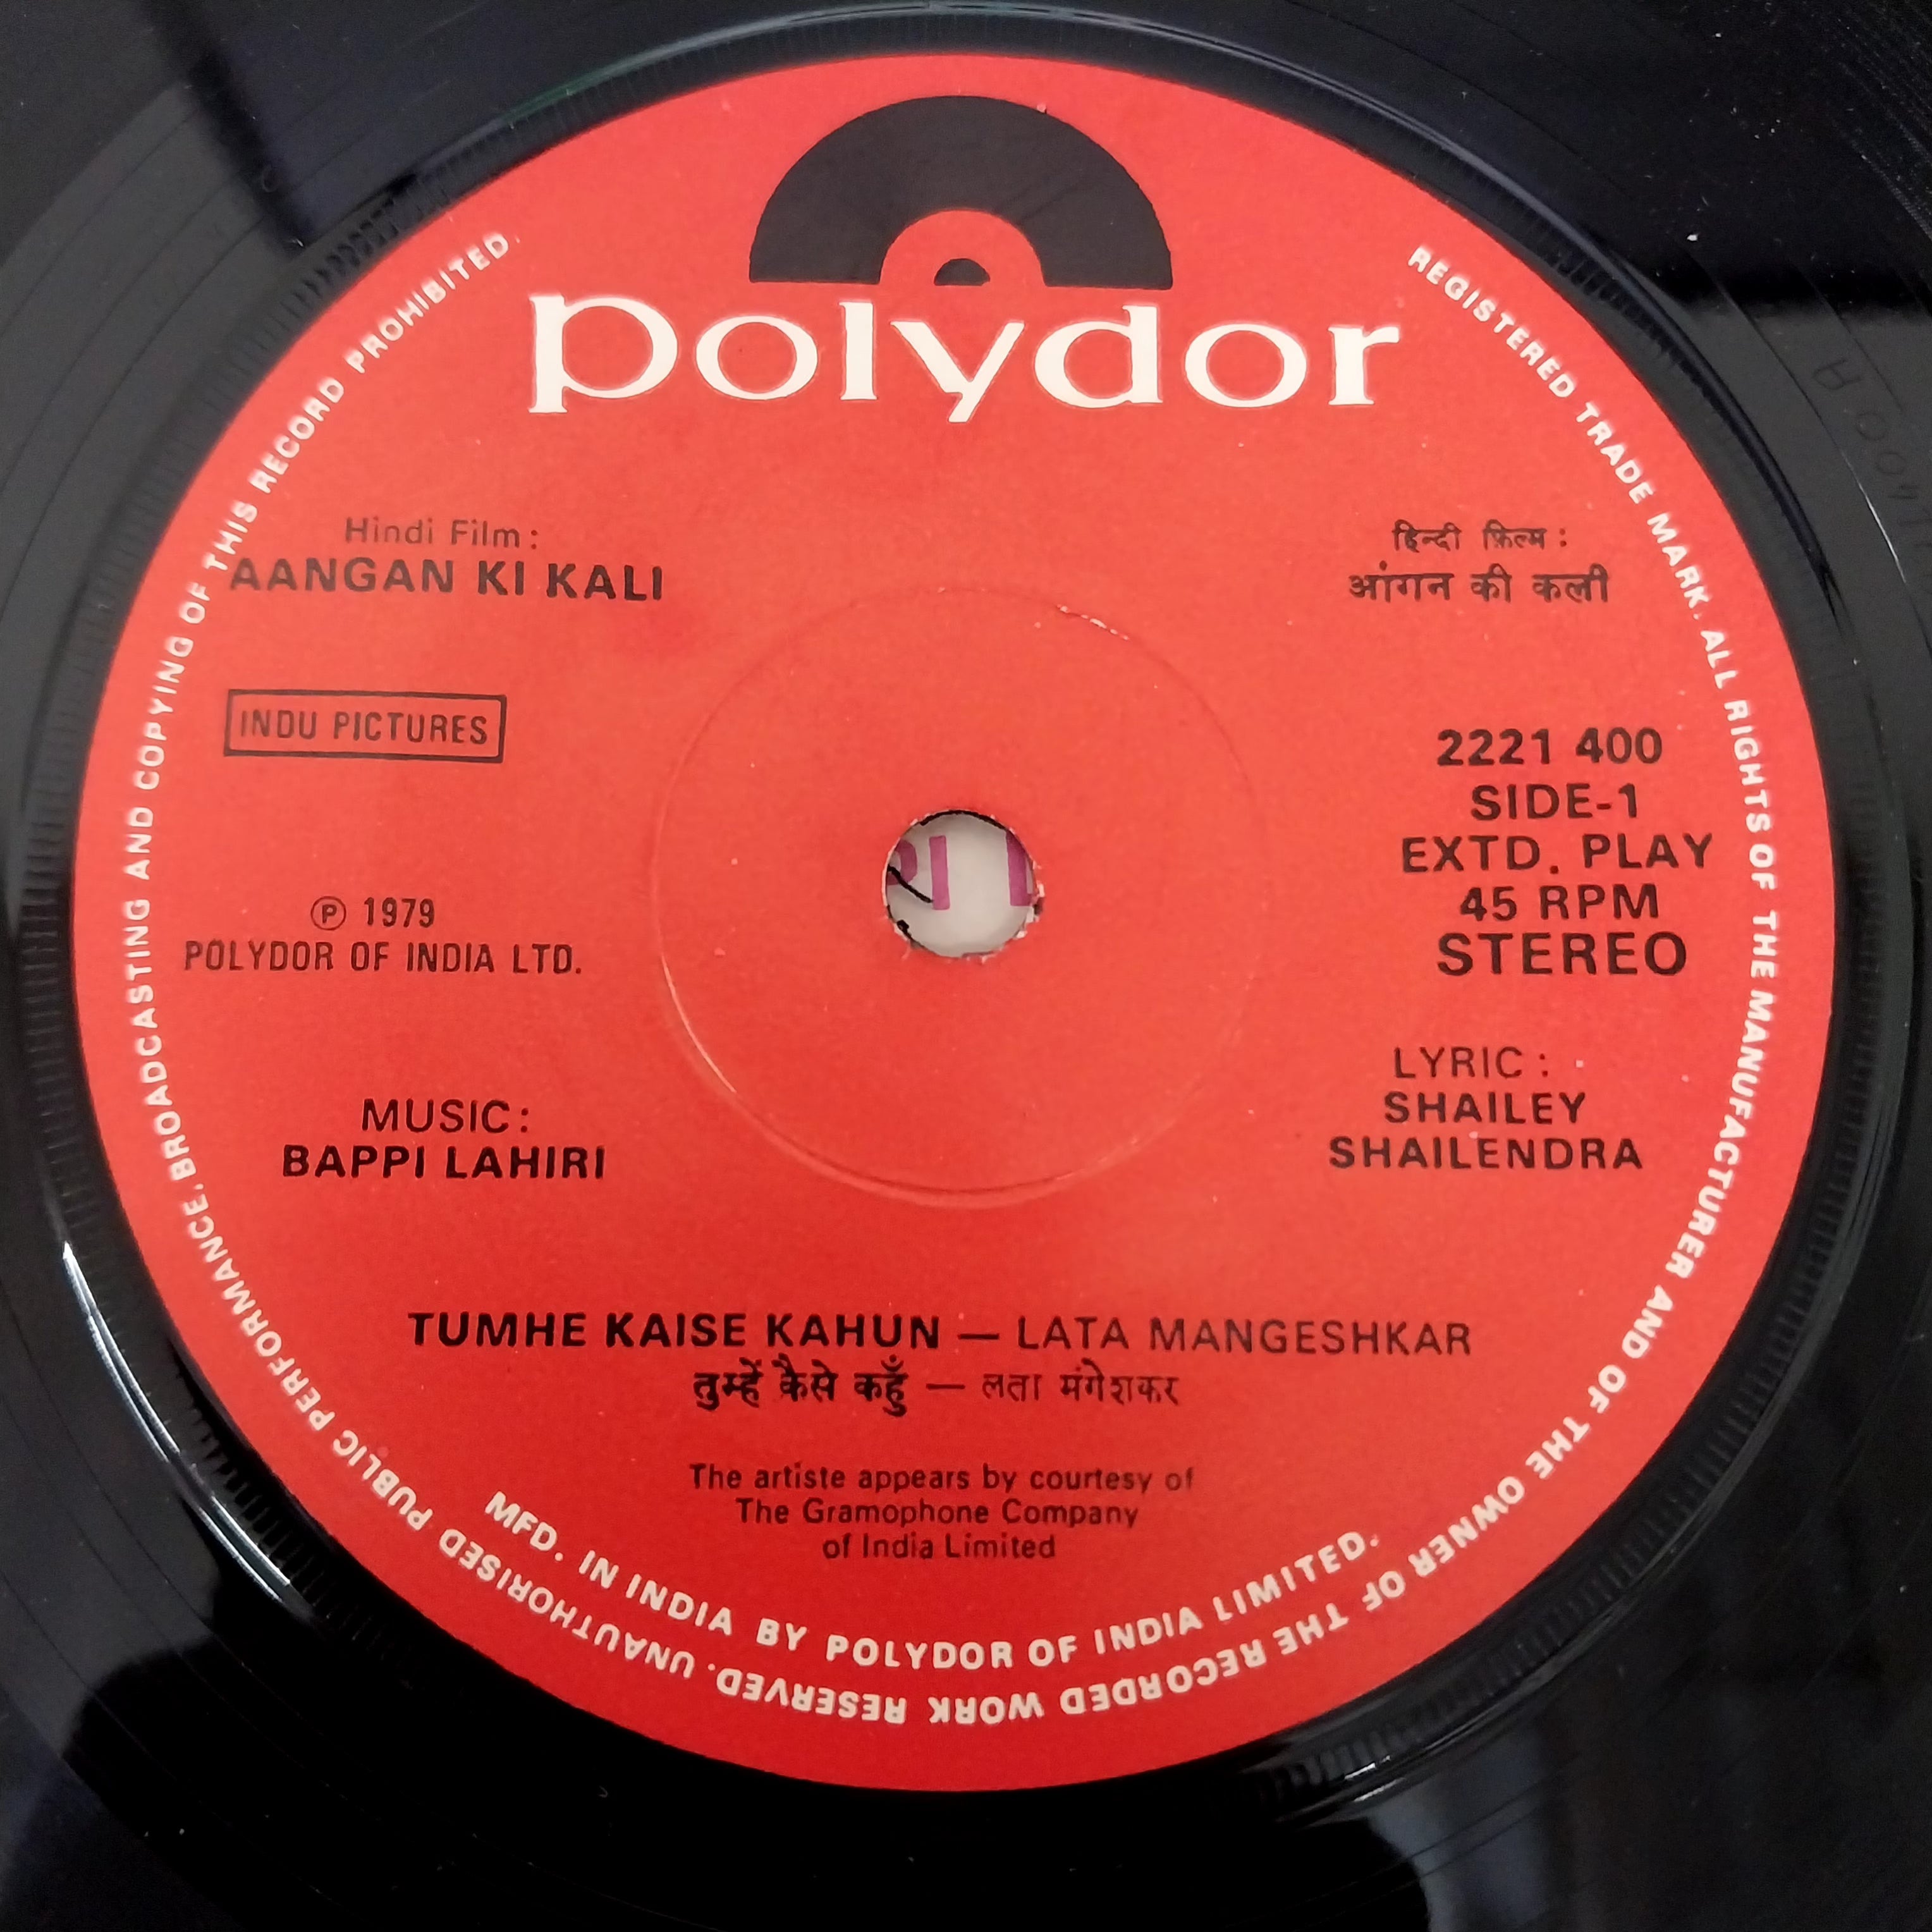 polydor
Hindi Film:
AANGAN KI KALI
हिन्दी फ़िल्म:
आंगन की कली
INDU PICTURES
2221 400
SIDE-1
EXTD. PLAY
45 RPM
STEREO
Ⓟ 1979
POLYDOR OF INDIA LTD.
MUSIC:
BAPPI LAHIRI
LYRIC:
SHAILEY
SHAILENDRA
TUMHE KAISE KAHUN — LATA MANGESHKAR
तुम्हें कैसे कहुँ — लता मंगेशकर
The artiste appears by courtesy of
The Gramophone Company
of India Limited
MFD. IN INDIA BY POLYDOR OF INDIA LIMITED.
REGISTERED TRADE MARK. ALL RIGHTS OF THE MANUFACTURER AND OF THE OWNER OF THE RECORDED WORK RESERVED. UNAUTHORISED PUBLIC PERFORMANCE, BROADCASTING AND COPYING OF THIS RECORD PROHIBITED.